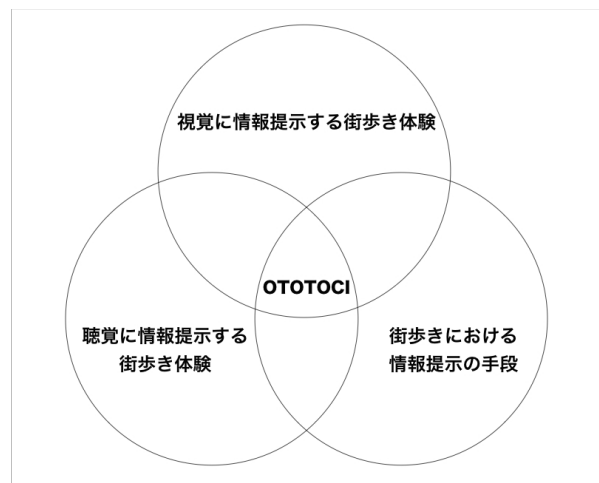 視覚に情報提示する街歩き体験
OTOTOCI
聴覚に情報提示する
街歩き体験
街歩きにおける
情報提示の手段